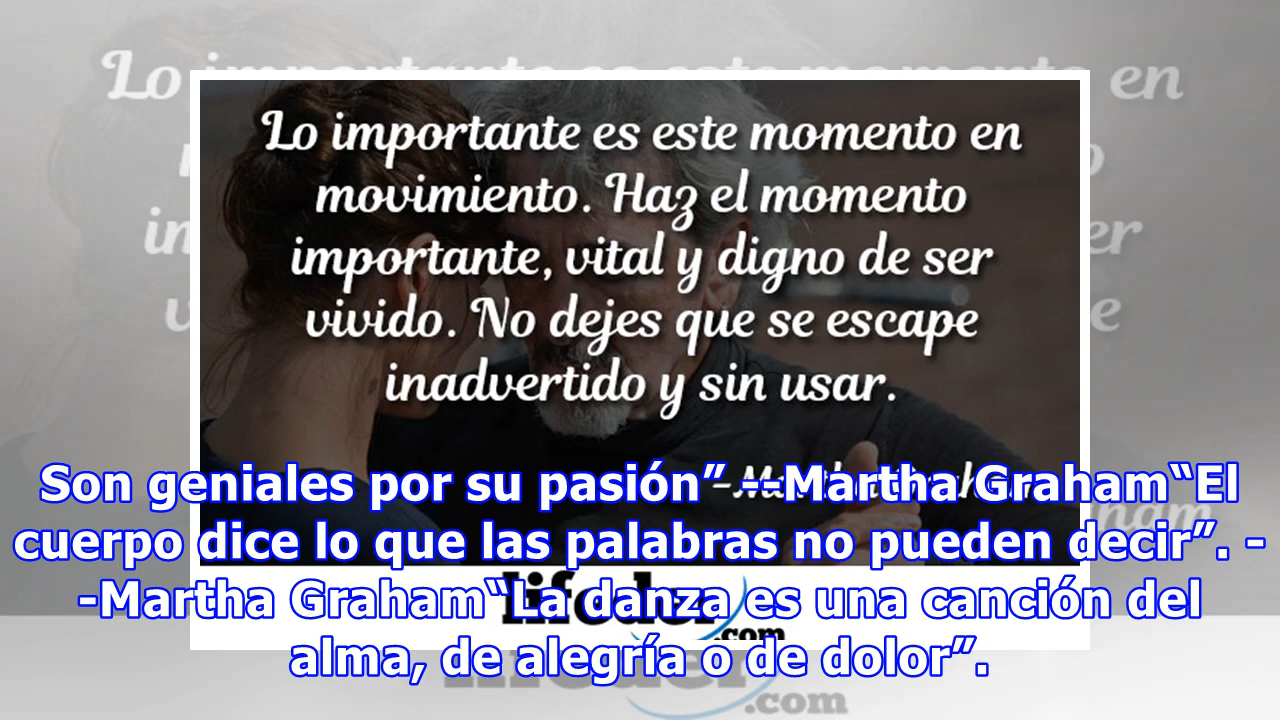 Lo importante es este momento en
movimiento. Haz el momento
importante, vital y digno de ser
vivido. No dejes que se escape
inadvertido y sin usar.
Son geniales por su pasión” --Martha Graham“El
cuerpo dice lo que las palabras no pueden decir”. -
-Martha Graham“La danza es una canción del
alma, de alegría o de dolor”.
lifeder
.com